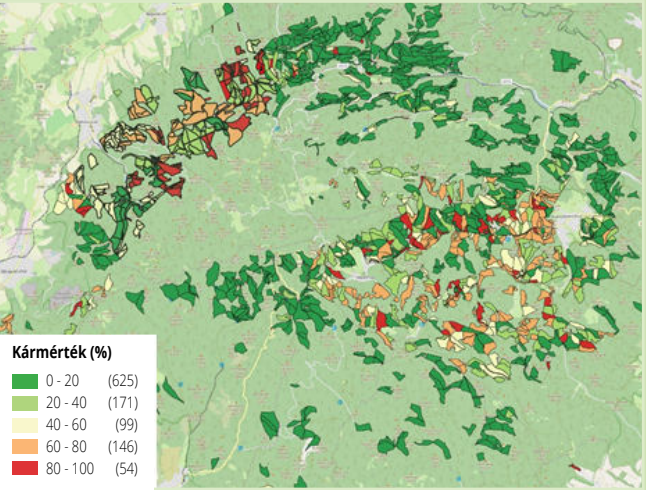 Kármérték (%)
0 - 20 (625)
20 - 40 (171)
40 - 60 (99)
60 - 80 (146)
80 - 100 (54)